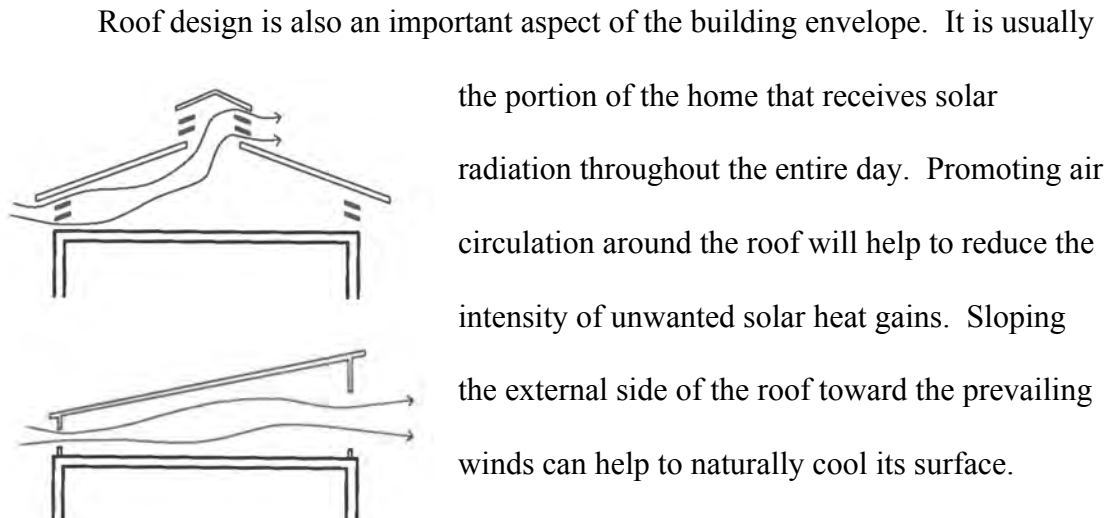 Roof design is also an important aspect of the building envelope.  It is usually
the portion of the home that receives solar
radiation throughout the entire day.  Promoting air
circulation around the roof will help to reduce the
intensity of unwanted solar heat gains.  Sloping
the external side of the roof toward the prevailing
winds can help to naturally cool its surface.